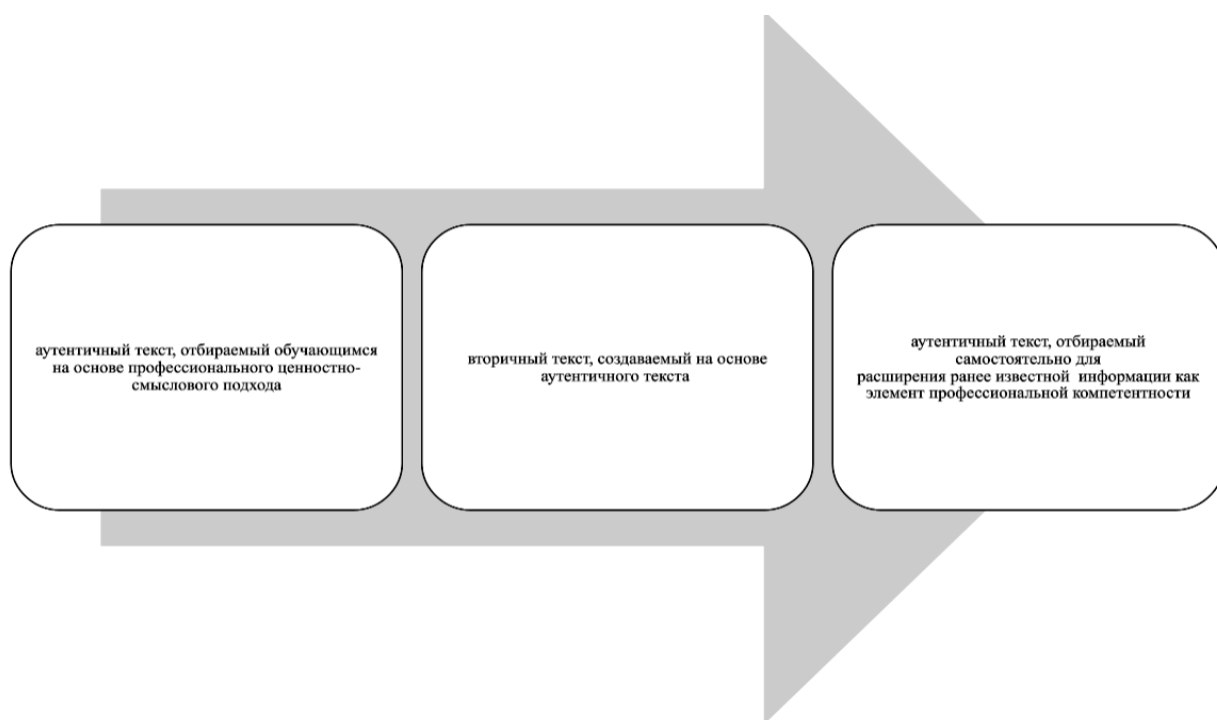 аутентичный текст, отбираемый обучающимся
на основе профессионального ценностно-
смыслового подхода
вторичный текст, создаваемый на основе
аутентичного текста
аутентичный текст, отбираемый
самостоятельно для
расширения ранее известной информации как
элемент профессиональной компетентности